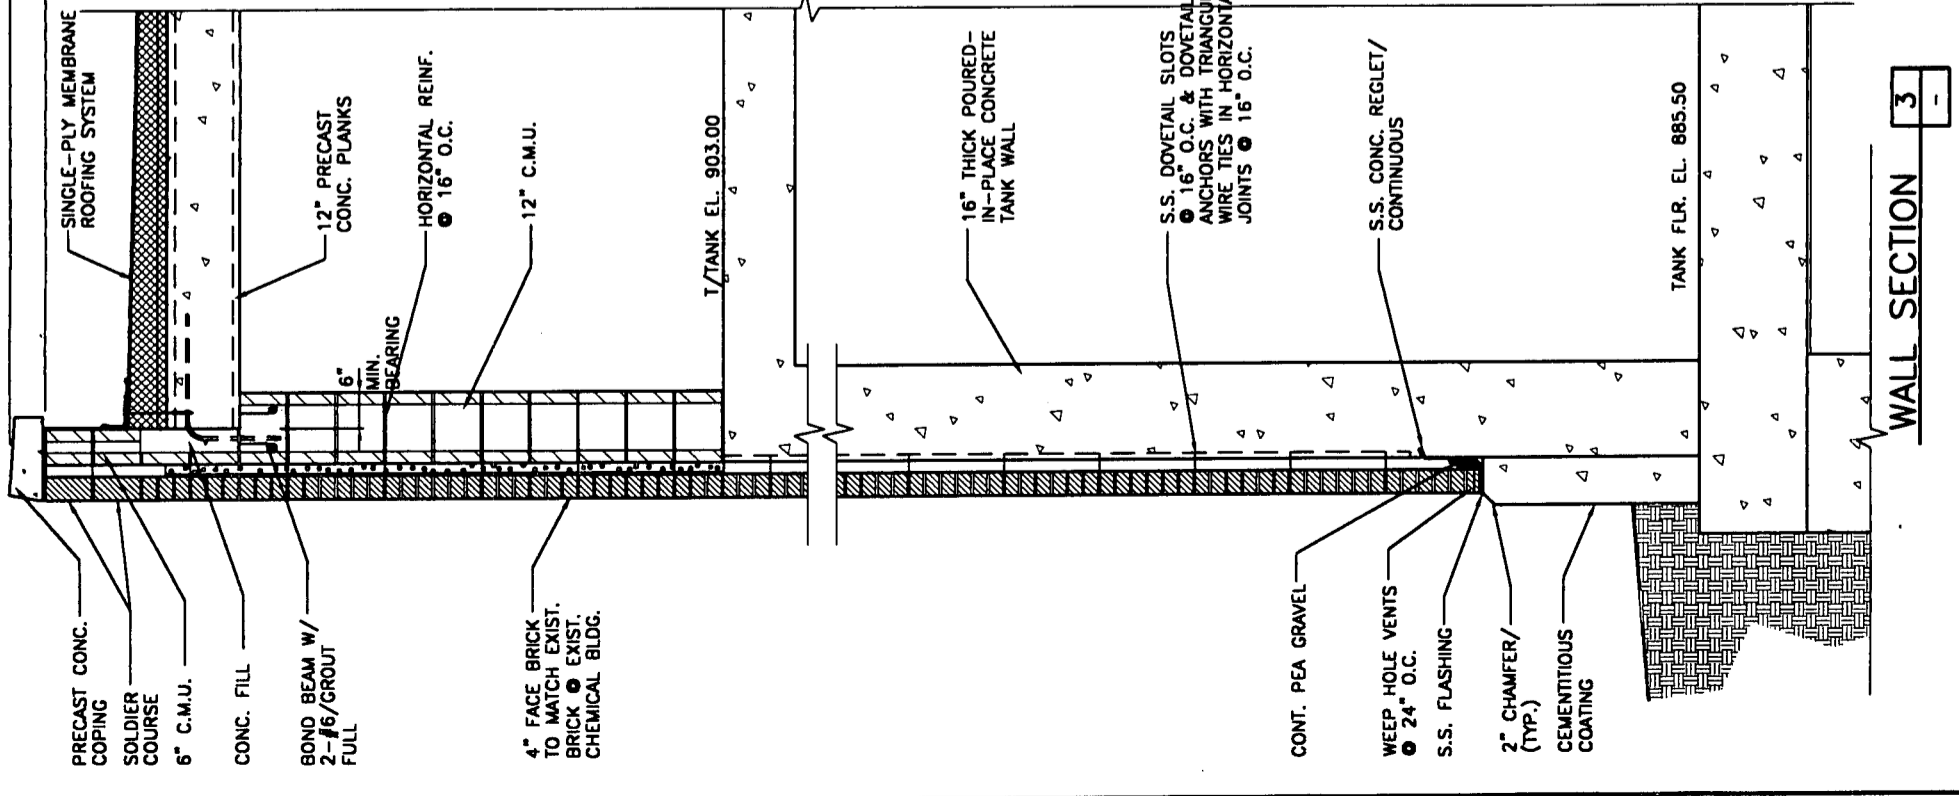 SINGLE-PLY MEMBRANE
ROOFING SYSTEM
12" PRECAST
CONC. PLANKS
HORIZONTAL REINF.
@ 16" O.C.
12" C.M.U.
6"
MIN.
BEARING
T/TANK EL. 903.00
16" THICK POURED-
IN-PLACE CONCRETE
TANK WALL
S.S. DOVETAIL SLOTS
@ 16" O.C. & DOVETAIL
ANCHORS WITH
WIRE TIES IN
JOINTS @ 16" O.C.
S.S. CONC. REGLET/
CONTINUOUS
TANK FLR. EL. 885.50
PRECAST CONC.
COPING
SOLDIER
COURSE
6" C.M.U.
CONC. FILL
BOND BEAM W/
2-#6/GROUT
FULL
4" FACE BRICK
TO MATCH EXIST.
BRICK @ EXIST.
CHEMICAL BLDG.
CONT. PEA GRAVEL
WEEP HOLE VENTS
@ 24" O.C.
S.S. FLASHING
2" CHAMFER/
(TYP.)
CEMENTITIOUS
COATING
WALL SECTION
3
-